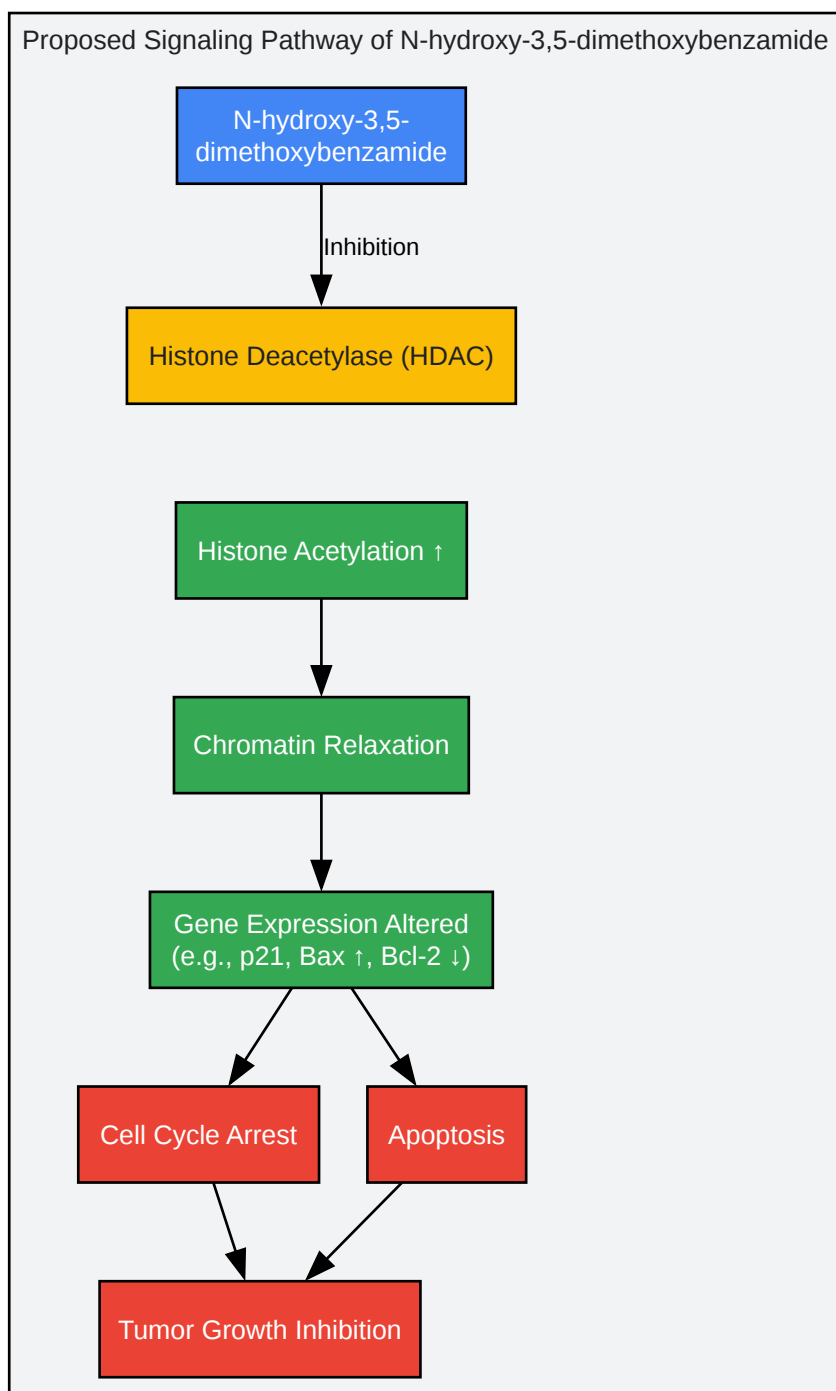 Proposed Signaling Pathway of N-hydroxy-3,5-dimethoxybenzamide
N-hydroxy-3,5-
dimethoxybenzamide
Inhibition
Histone Deacetylase (HDAC)
Histone Acetylation ↑
Chromatin Relaxation
Gene Expression Altered
(e.g., p21, Bax ↑, Bcl-2 ↓)
Cell Cycle Arrest
Apoptosis
Tumor Growth Inhibition